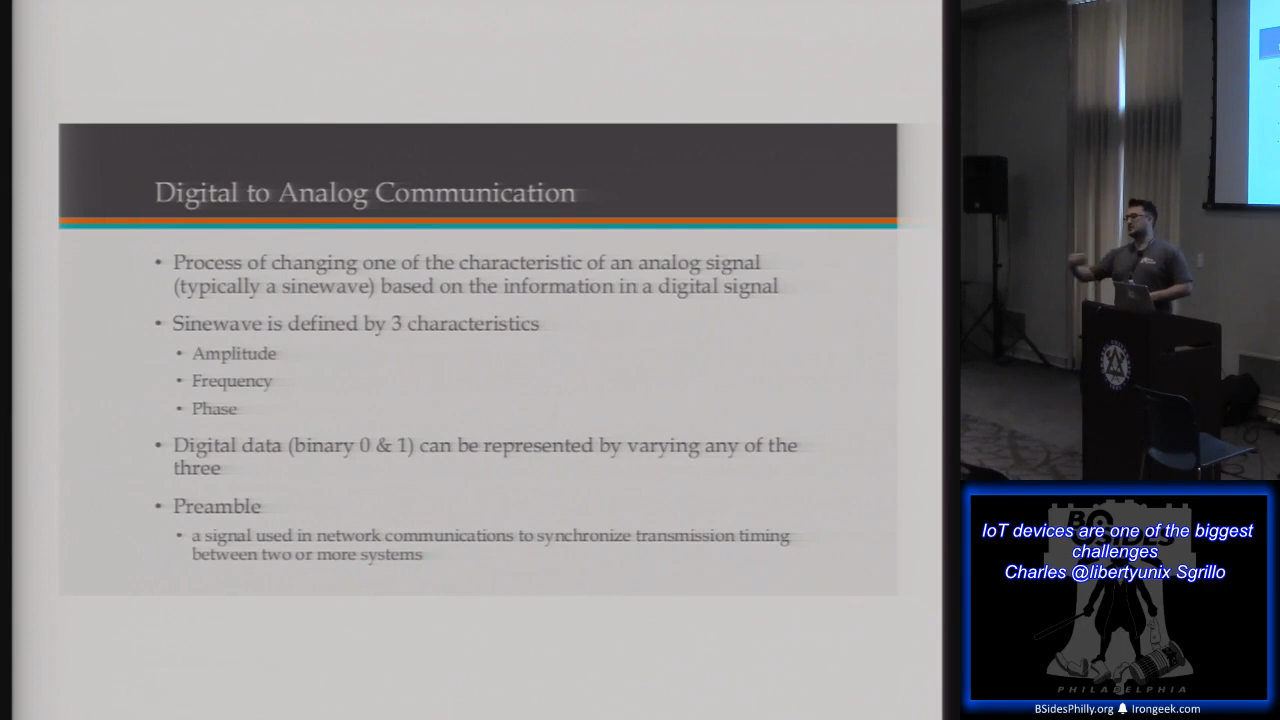 Digital to Analog Communication
• Process of changing one of the characteristic of an analog signal
(typically a sinewave) based on the information in a digital signal
• Sinewave is defined by 3 characteristics
• Amplitude
• Frequency
• Phase
• Digital data (binary 0 & 1) can be represented by varying any of the
three
• Preamble
• a signal used in network communications to synchronize transmission timing
between two or more systems
IoT devices are one of the biggest
challenges
Charles @libertyunix Sgrillo
BSIDES
PHILADELPHIA
BSidesPhilly.org Irongeek.com